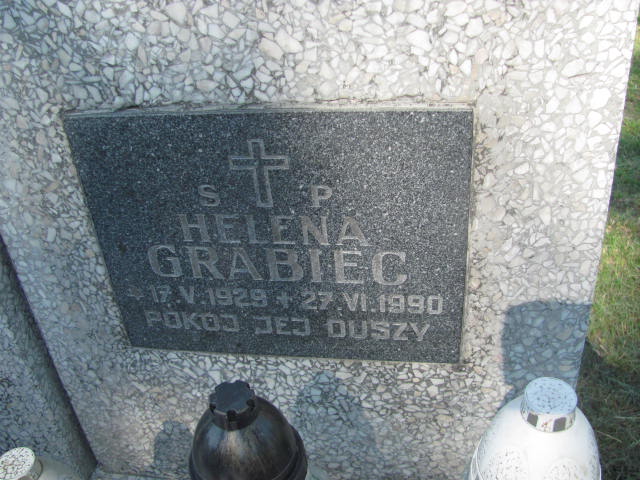 S P
HELENA
GRABIEC
17.V.1929 + 27.VI.1990
POKÓJ JEJ DUSZY